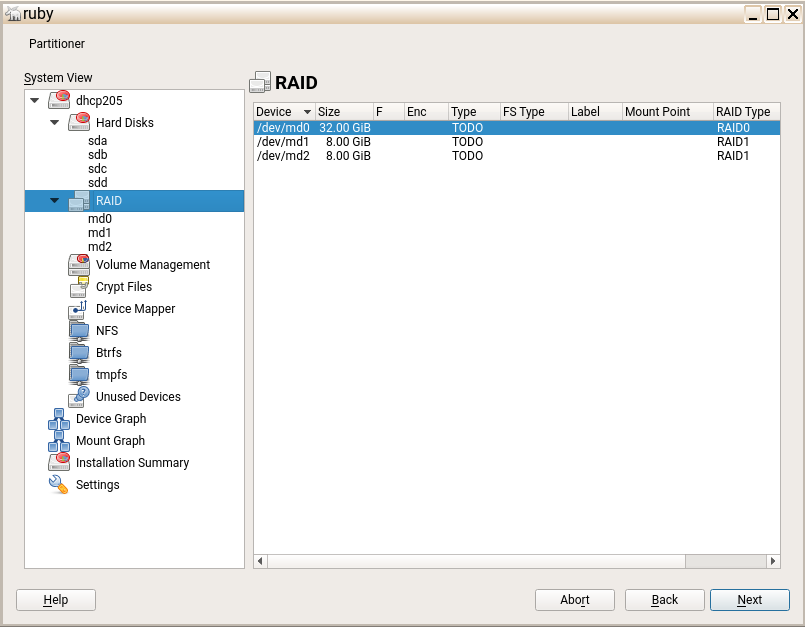 ruby
Partitioner
System View
dhcp205
Hard Disks
sda
sdb
sdc
sdd
RAID
md0
md1
md2
Volume Management
Crypt Files
Device Mapper
NFS
Btrfs
tmpfs
Unused Devices
Device Graph
Mount Graph
Installation Summary
Settings
RAID
Device Size F Enc Type FS Type Label Mount Point RAID Type
/dev/md0 32.00 GiB TODO RAID0
/dev/md1 8.00 GiB TODO RAID1
/dev/md2 8.00 GiB TODO RAID1
Help Abort Back Next